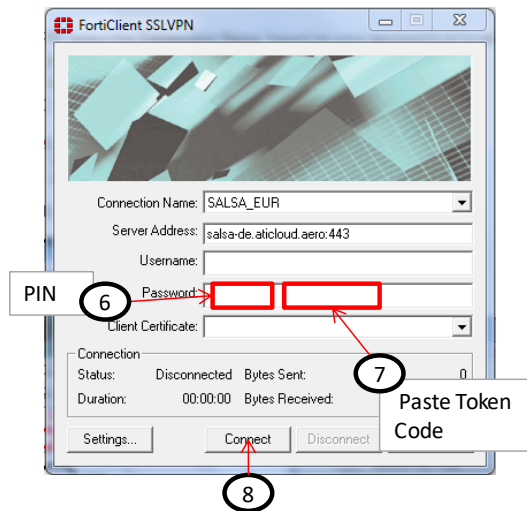 FortiClient SSLVPN
Connection Name: SALSA_EUR
Server Address: salsa-de.aticloud.aero:443
Username:
PIN
6
Password:
Client Certificate:
Connection
Status: Disconnected Bytes Sent: 0
7
Duration: 00:00:00 Bytes Received:
Paste Token
Code
Settings... Connect Disconnect
8